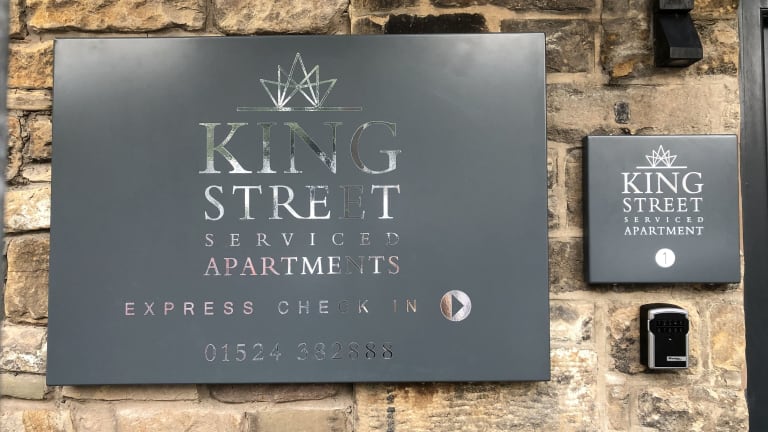 KING
STREET
SERVICED
APARTMENTS
EXPRESS CHECK IN
01524 382888
KING
STREET
SERVICED
APARTMENT
1